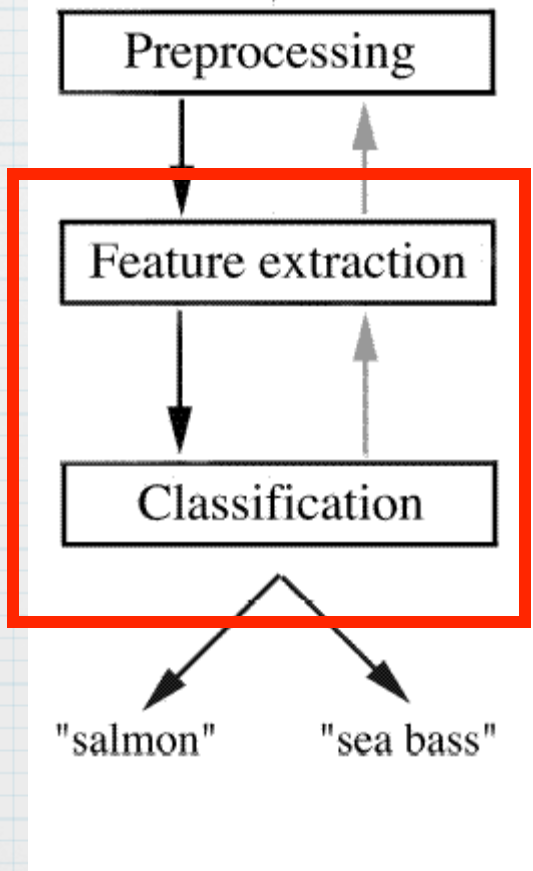 Preprocessing
Feature extraction
Classification
"salmon" "sea bass"